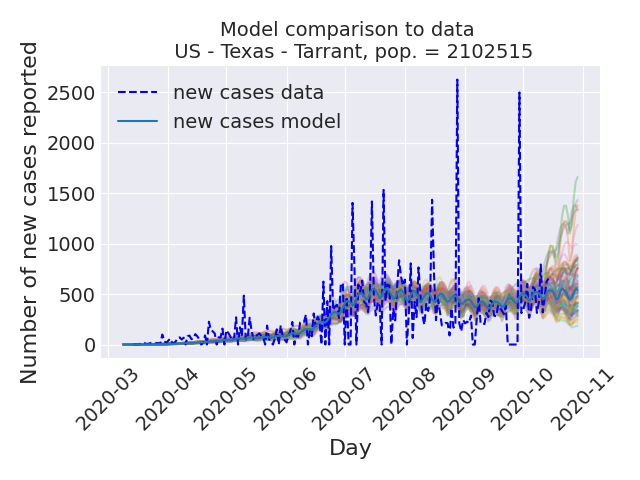 Model comparison to data
US - Texas - Tarrant, pop. = 2102515
Number of new cases reported
2500
2000
1500
1000
500
0
new cases data
new cases model
2020-03
2020-04
2020-05
2020-06
2020-07
2020-08
2020-09
2020-10
2020-11
Day